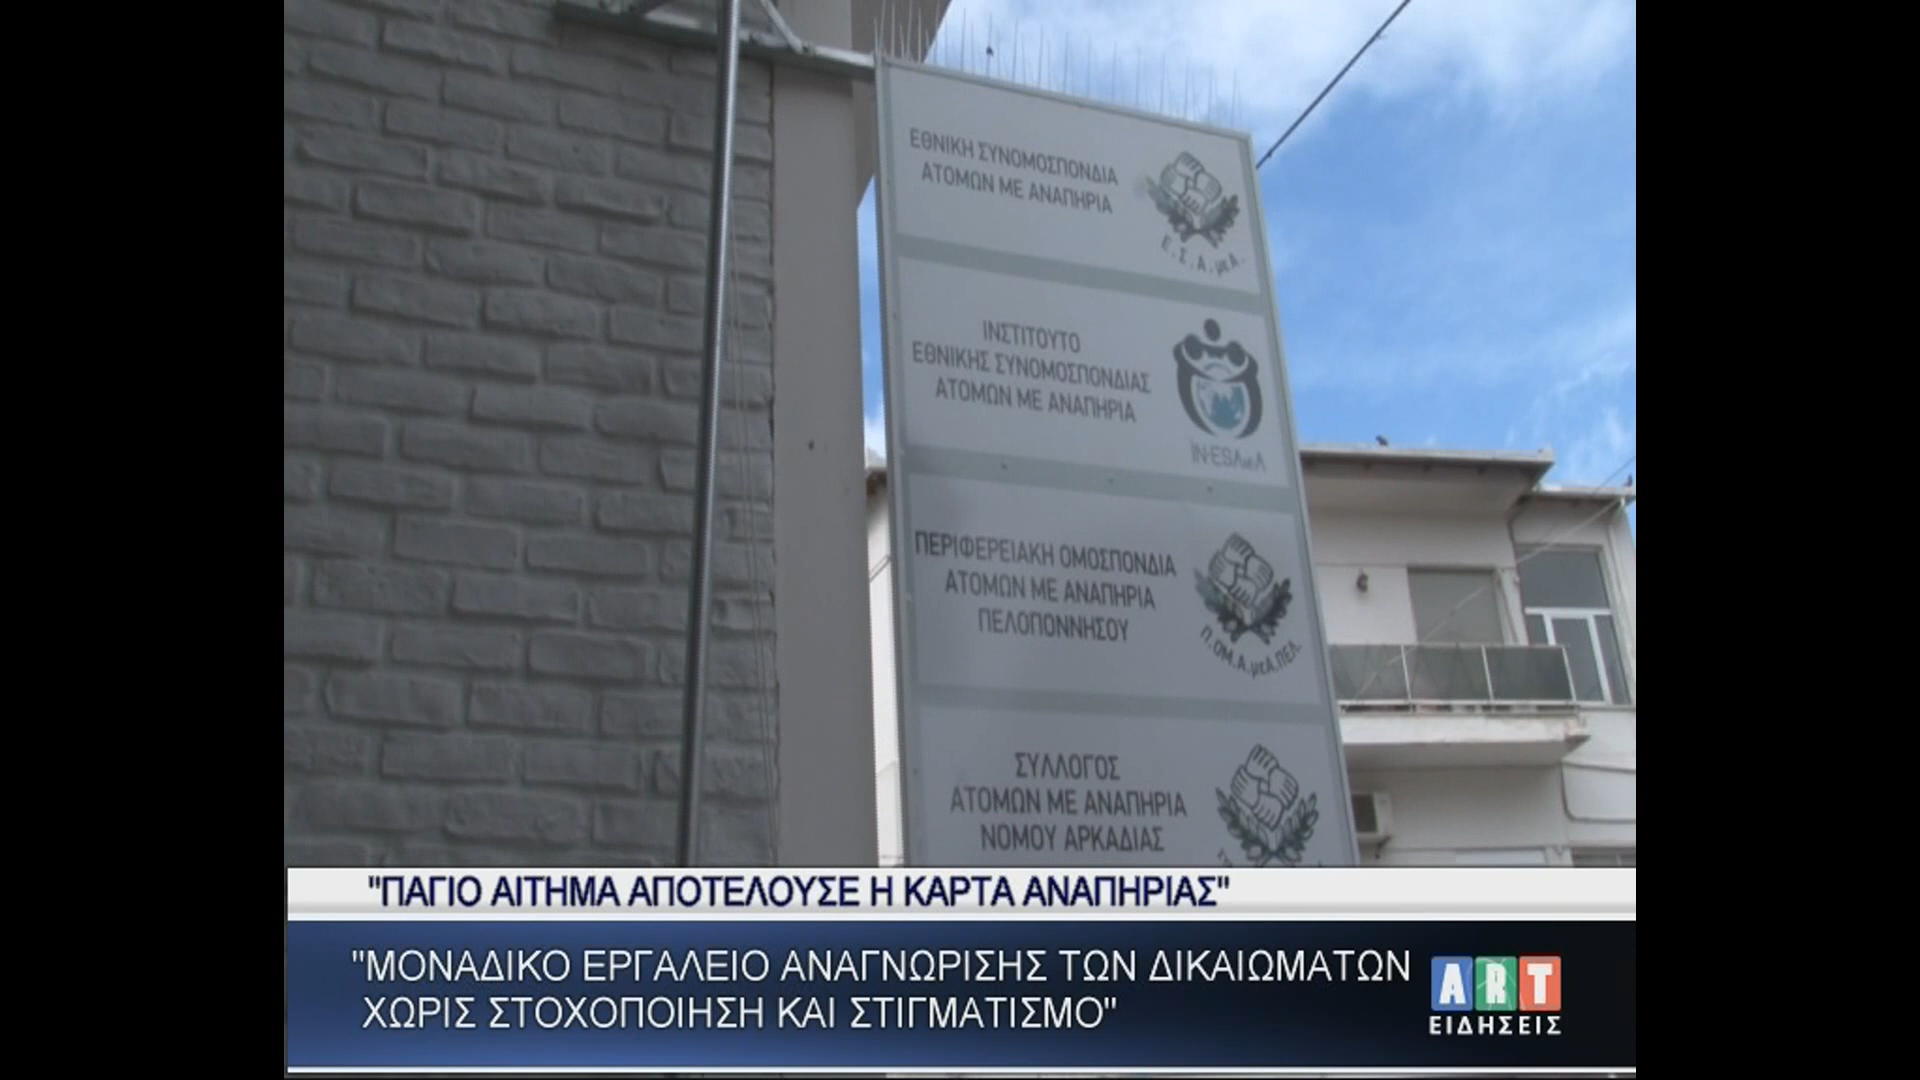 ΕΘΝΙΚΗ ΣΥΝΟΜΟΣΠΟΝΔΙΑ
ΑΤΟΜΩΝ ΜΕ ΑΝΑΠΗΡΙΑ
Ε.Σ.Α.μεΑ.
ΙΝΣΤΙΤΟΥΤΟ
ΕΘΝΙΚΗΣ ΣΥΝΟΜΟΣΠΟΝΔΙΑΣ
ΑΤΟΜΩΝ ΜΕ ΑΝΑΠΗΡΙΑ
IN-ESAμεA
ΠΕΡΙΦΕΡΕΙΑΚΗ ΟΜΟΣΠΟΝΔΙΑ
ΑΤΟΜΩΝ ΜΕ ΑΝΑΠΗΡΙΑ
ΠΕΛΟΠΟΝΝΗΣΟΥ
Π.ΟΜ.Α.μεΑ.ΠΕΛ.
ΣΥΛΛΟΓΟΣ
ΑΤΟΜΩΝ ΜΕ ΑΝΑΠΗΡΙΑ
ΝΟΜΟΥ ΑΡΚΑΔΙΑΣ
"ΠΑΓΙΟ ΑΙΤΗΜΑ ΑΠΟΤΕΛΟΥΣΕ Η ΚΑΡΤΑ ΑΝΑΠΗΡΙΑΣ"
"ΜΟΝΑΔΙΚΟ ΕΡΓΑΛΕΙΟ ΑΝΑΓΝΩΡΙΣΗΣ ΤΩΝ ΔΙΚΑΙΩΜΑΤΩΝ
ΧΩΡΙΣ ΣΤΟΧΟΠΟΙΗΣΗ ΚΑΙ ΣΤΙΓΜΑΤΙΣΜΟ"
ART
ΕΙΔΗΣΕΙΣ